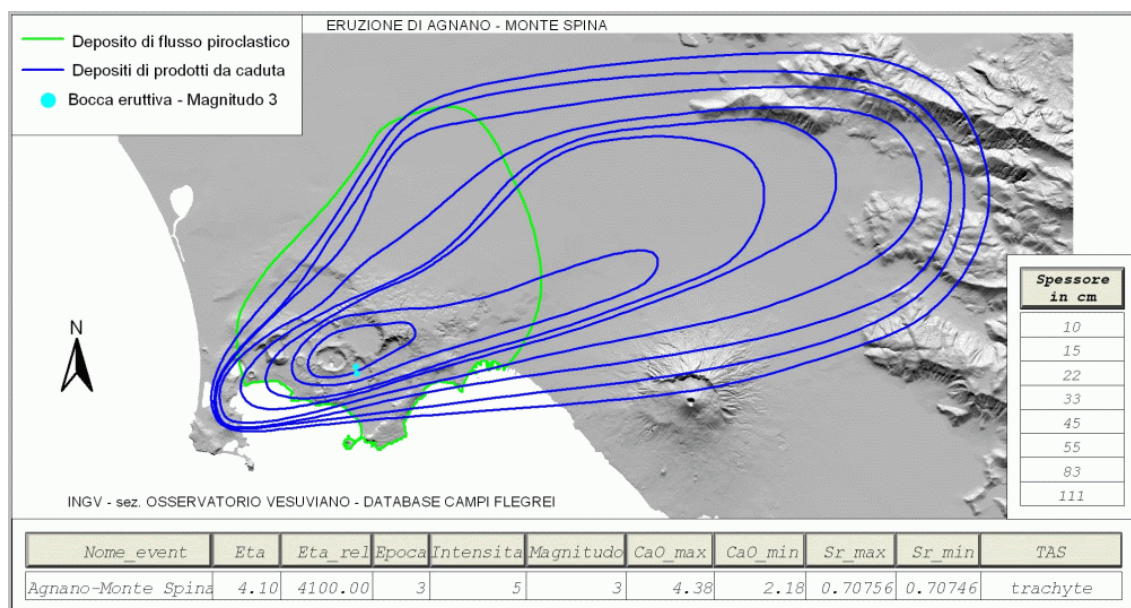 ERUZIONE DI AGNANO - MONTE SPINA
Deposito di flusso piroclastico
Depositi di prodotti da caduta
Bocca eruttiva - Magnitudo 3
N
Spessore
in cm
10
15
22
33
45
55
83
111
INGV - sez. OSSERVATORIO VESUVIANO - DATABASE CAMPI FLEGREI
Nome_event Eta Eta_rel Epoca Intensita Magnitudo CaO_max CaO_min Sr_max Sr_min TAS
Agnano-Monte Spina 4.10 4100.00 3 5 3 4.38 2.18 0.70756 0.70746 trachyte